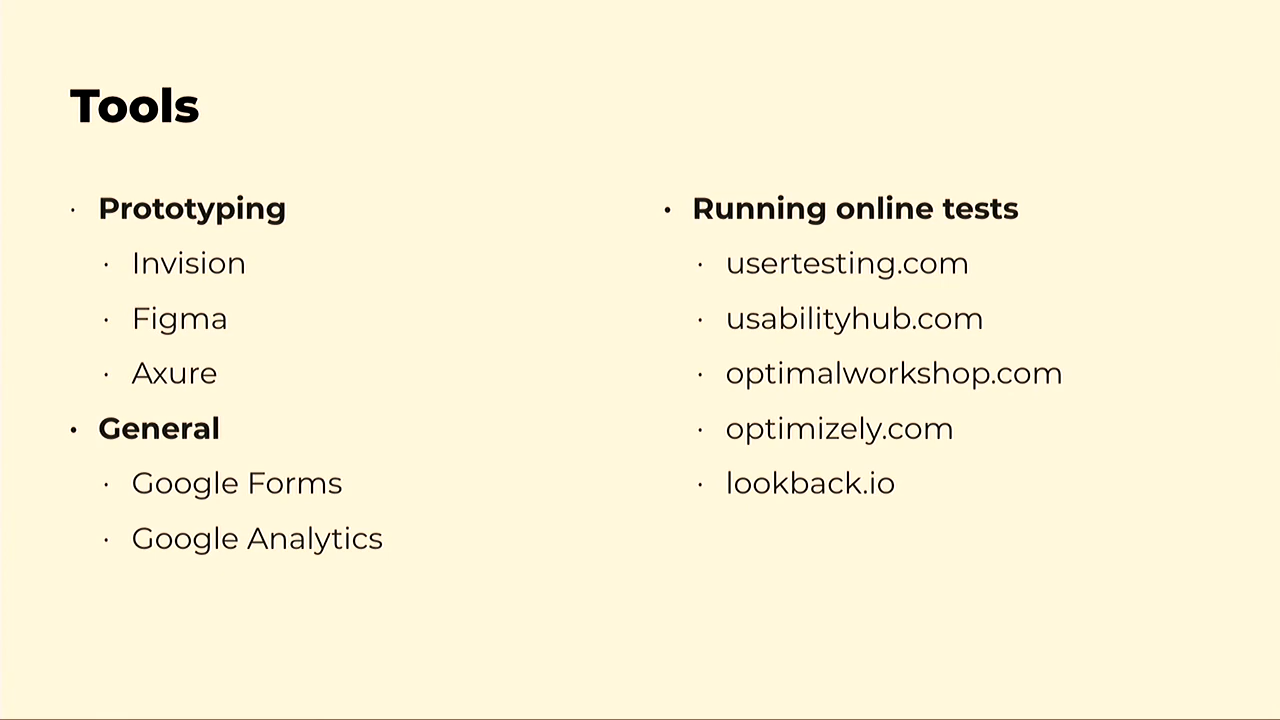 Tools
· Prototyping
· Invision
· Figma
· Axure
· General
· Google Forms
· Google Analytics
· Running online tests
· usertesting.com
· usabilityhub.com
· optimalworkshop.com
· optimizely.com
· lookback.io